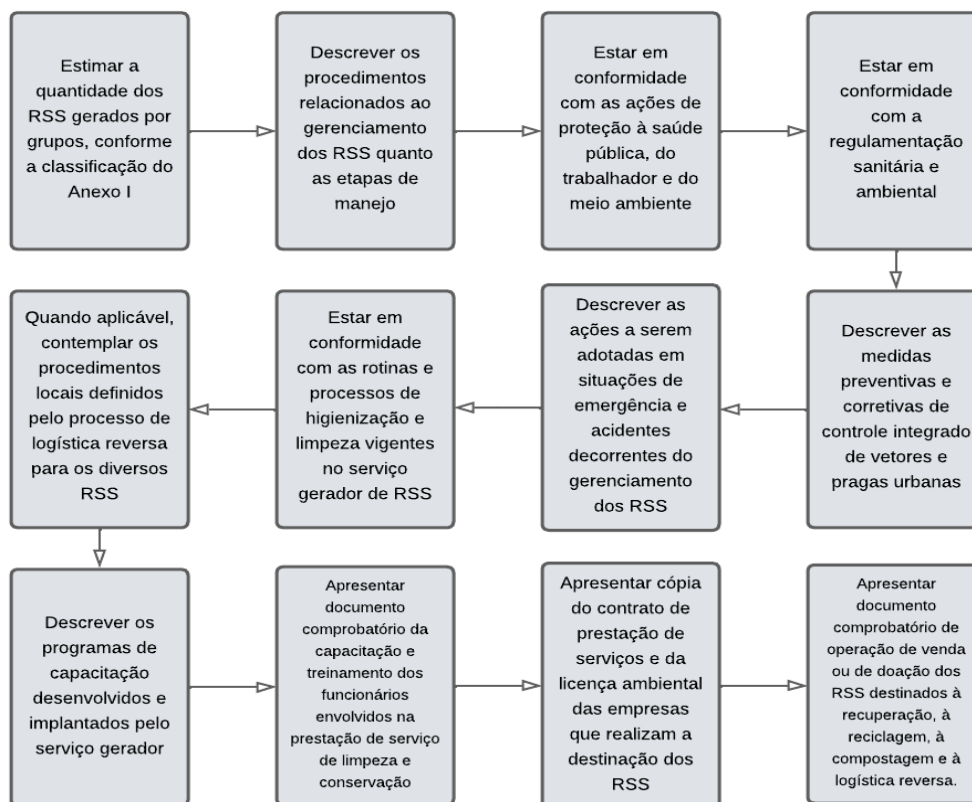 Estimar a
quantidade dos
RSS gerados por
grupos, conforme
a classificação do
Anexo I
Descrever os
procedimentos
relacionados ao
gerenciamento
dos RSS quanto
as etapas de
manejo
Estar em
conformidade
com as ações de
proteção à saúde
pública, do
trabalhador e do
meio ambiente
Estar em
conformidade
com a
regulamentação
sanitária e
ambiental
Descrever as
medidas
preventivas e
corretivas de
controle integrado
de vetores e
pragas urbanas
Descrever as
ações a serem
adotadas em
situações de
emergência e
acidentes
decorrentes do
gerenciamento
dos RSS
Estar em
conformidade
com as rotinas e
processos de
higienização e
limpeza vigentes
no serviço
gerador de RSS
Quando aplicável,
contemplar os
procedimentos
locais definidos
pelo processo de
logística reversa
para os diversos
RSS
Descrever os
programas de
capacitação
desenvolvidos e
implantados pelo
serviço gerador
Apresentar
documento
comprobatório da
capacitação e
treinamento dos
funcionários
envolvidos na
prestação de serviço
de limpeza e
conservação
Apresentar cópia
do contrato de
prestação de
serviços e da
licença ambiental
das empresas
que realizam a
destinação dos
RSS
Apresentar
documento
comprobatório de
operação de venda
ou de doação dos
RSS destinados à
recuperação, à
reciclagem, à
compostagem e à
logística reversa.